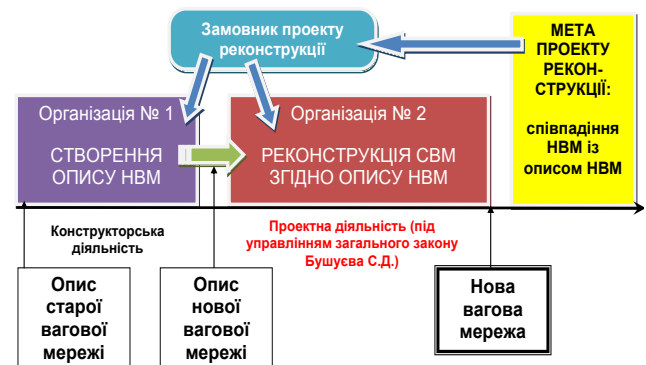 Замовник проекту
реконструкції
МЕТА
ПРОЕКТУ
РЕКОН-
СТРУКЦІЇ:
співпадіння
НВМ із
описом НВМ
Організація № 1
СТВОРЕННЯ
ОПИСУ НВМ
Організація № 2
РЕКОНСТРУКЦІЯ СВМ
ЗГІДНО ОПИСУ НВМ
Конструкторська
діяльність
Проектна діяльність (під
управлінням загального закону
Бушуєва С.Д.)
Опис
старої
вагової
мережі
Опис
нової
вагової
мережі
Нова
вагова
мережа